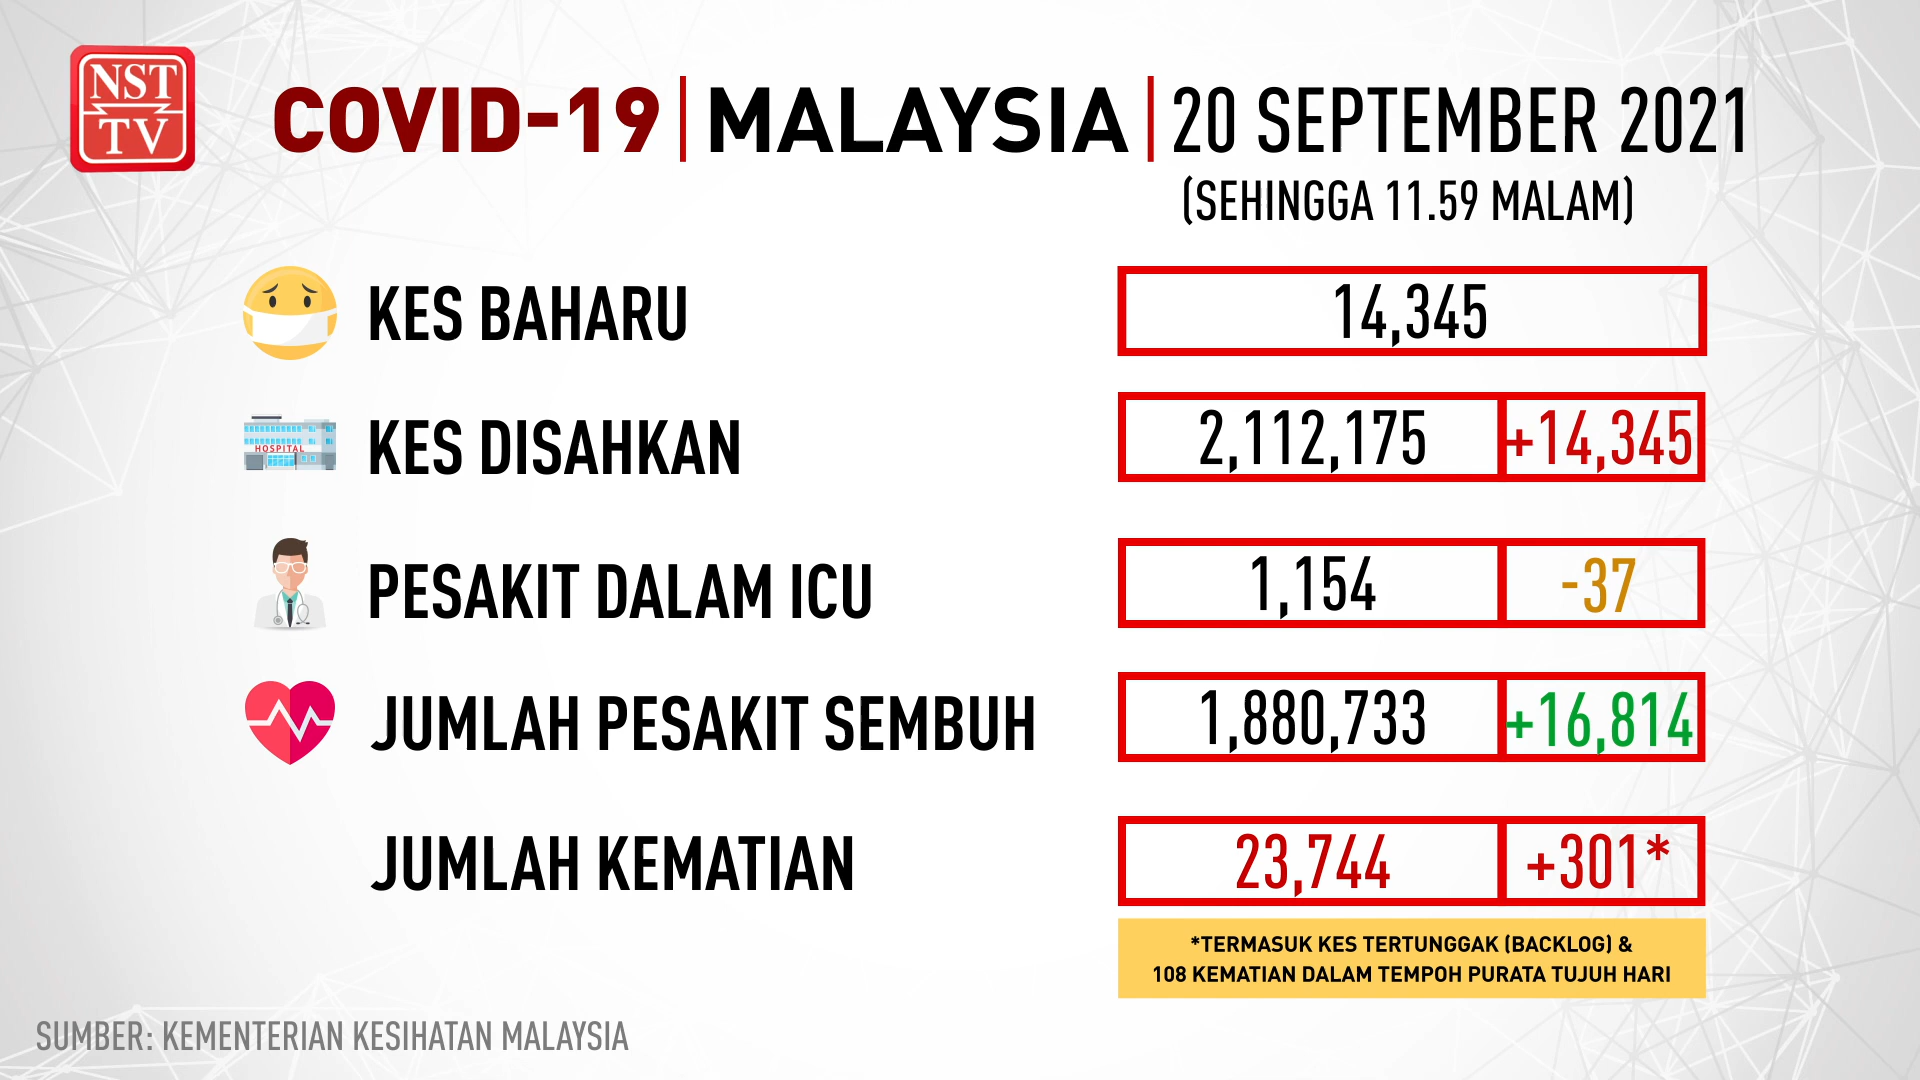 NST
TV
COVID-19 | MALAYSIA | 20 SEPTEMBER 2021
(SEHINGGA 11.59 MALAM)
KES BAHARU 14,345
HOSPITAL
KES DISAHKAN 2,112,175 +14,345
PESAKIT DALAM ICU 1,154 -37
JUMLAH PESAKIT SEMBUH 1,880,733 +16,814
JUMLAH KEMATIAN 23,744 +301*
*TERMASUK KES TERTUNGGAK (BACKLOG) &
108 KEMATIAN DALAM TEMPOH PURATA TUJUH HARI
SUMBER: KEMENTERIAN KESIHATAN MALAYSIA